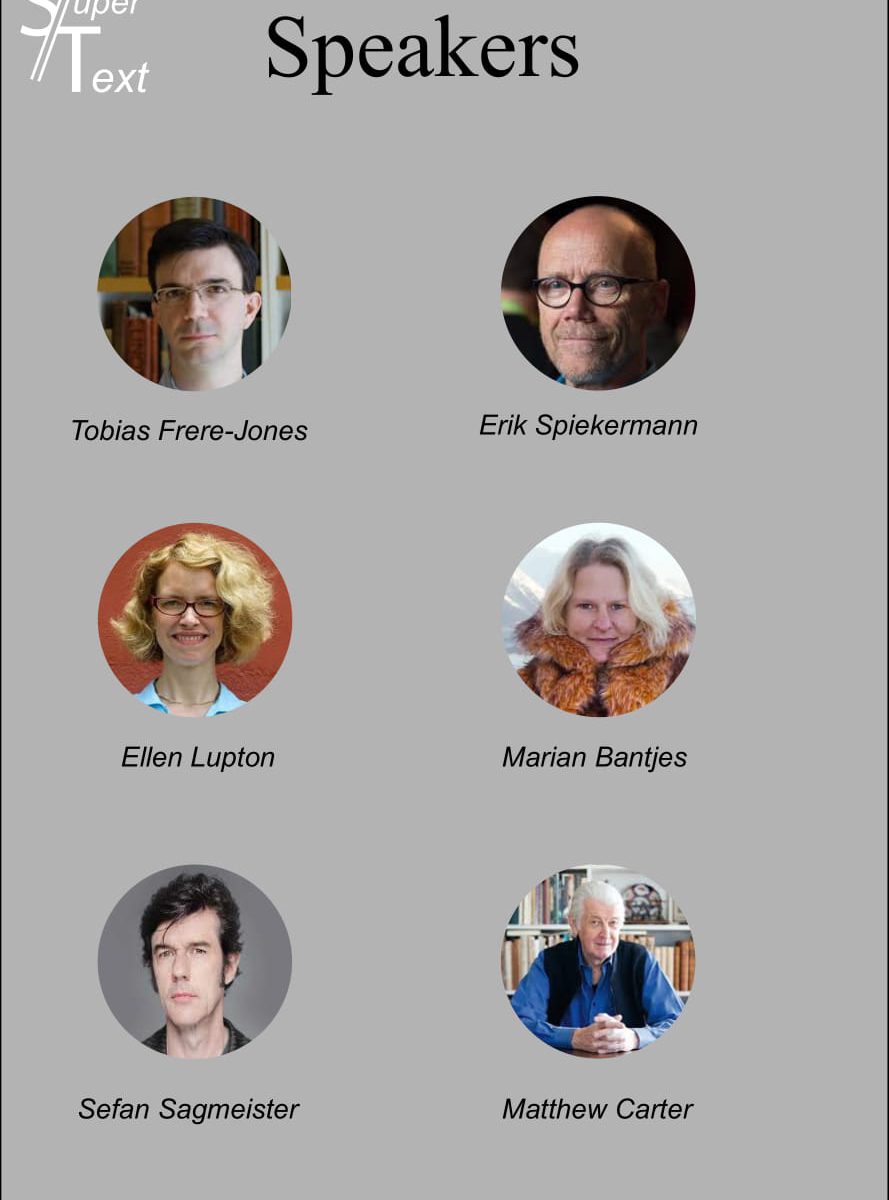 Super
Text
Speakers
Tobias Frere-Jones
Erik Spiekermann
Ellen Lupton
Marian Bantjes
Sefan Sagmeister
Matthew Carter